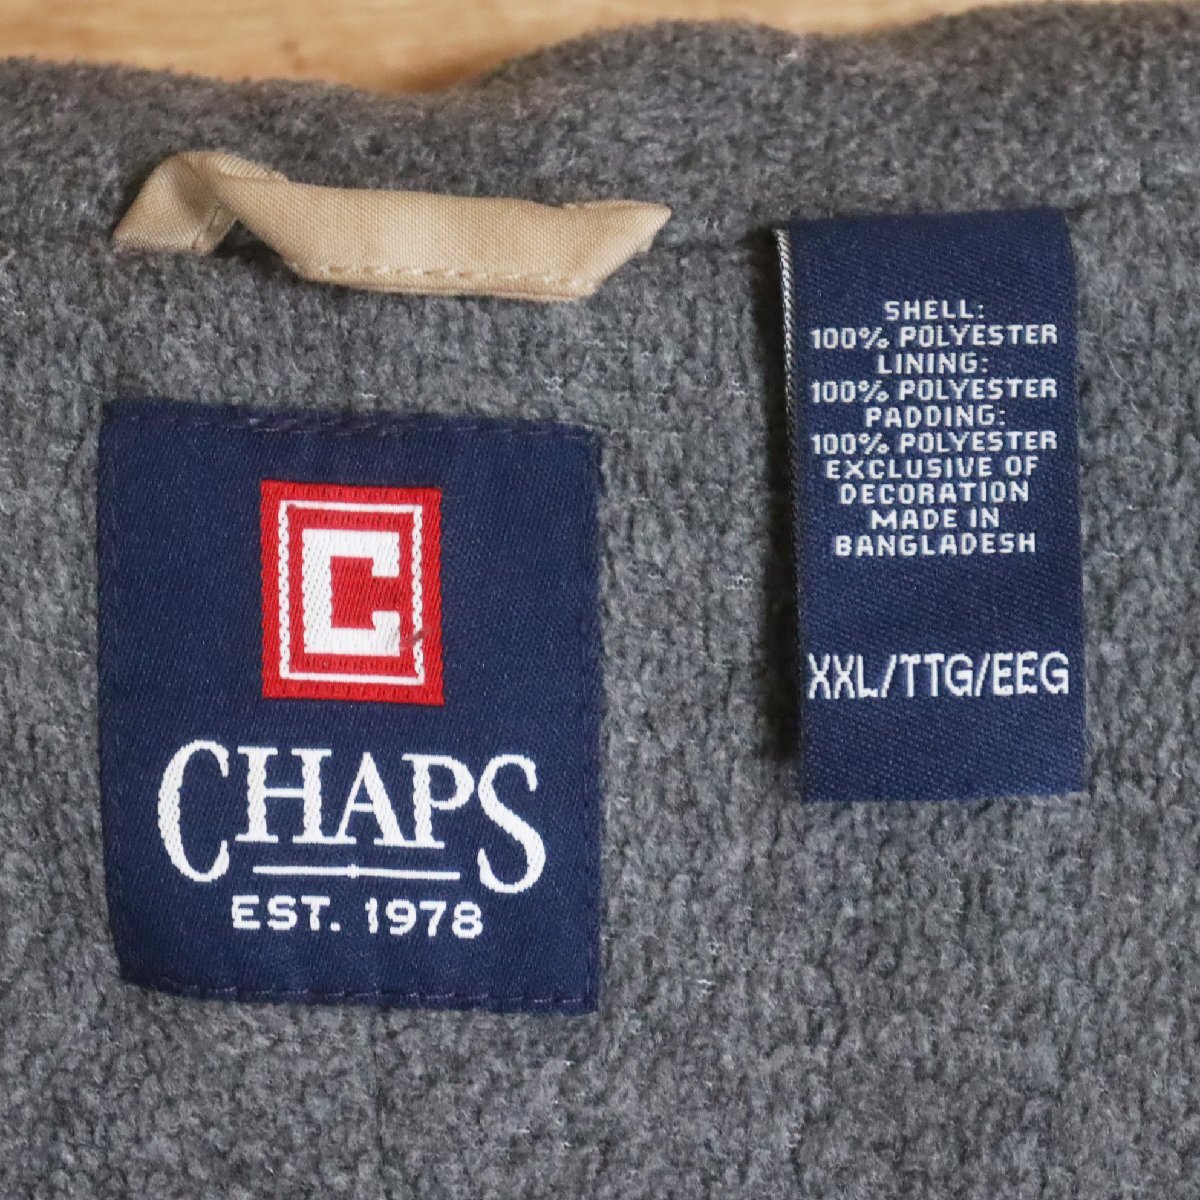 C
CHAPS
EST. 1978
SHELL:
100% POLYESTER
LINING:
100% POLYESTER
PADDING:
100% POLYESTER
EXCLUSIVE OF
DECORATION
MADE IN
BANGLADESH
XXL/TTG/EEG